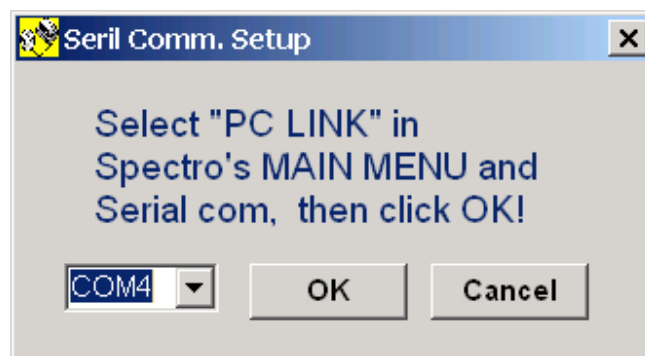 Seril Comm. Setup
Select "PC LINK" in
Spectro's MAIN MENU and
Serial com, then click OK!
COM4 OK Cancel